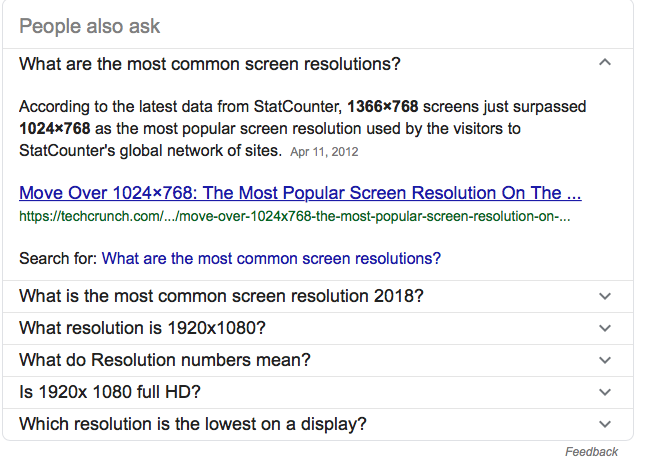 People also ask
What are the most common screen resolutions?
According to the latest data from StatCounter, 1366×768 screens just surpassed
1024×768 as the most popular screen resolution used by the visitors to
StatCounter's global network of sites. Apr 11, 2012
Move Over 1024×768: The Most Popular Screen Resolution On The ...
https://techcrunch.com/.../move-over-1024x768-the-most-popular-screen-resolution-on-...
Search for: What are the most common screen resolutions?
What is the most common screen resolution 2018?
What resolution is 1920x1080?
What do Resolution numbers mean?
Is 1920x 1080 full HD?
Which resolution is the lowest on a display?
Feedback